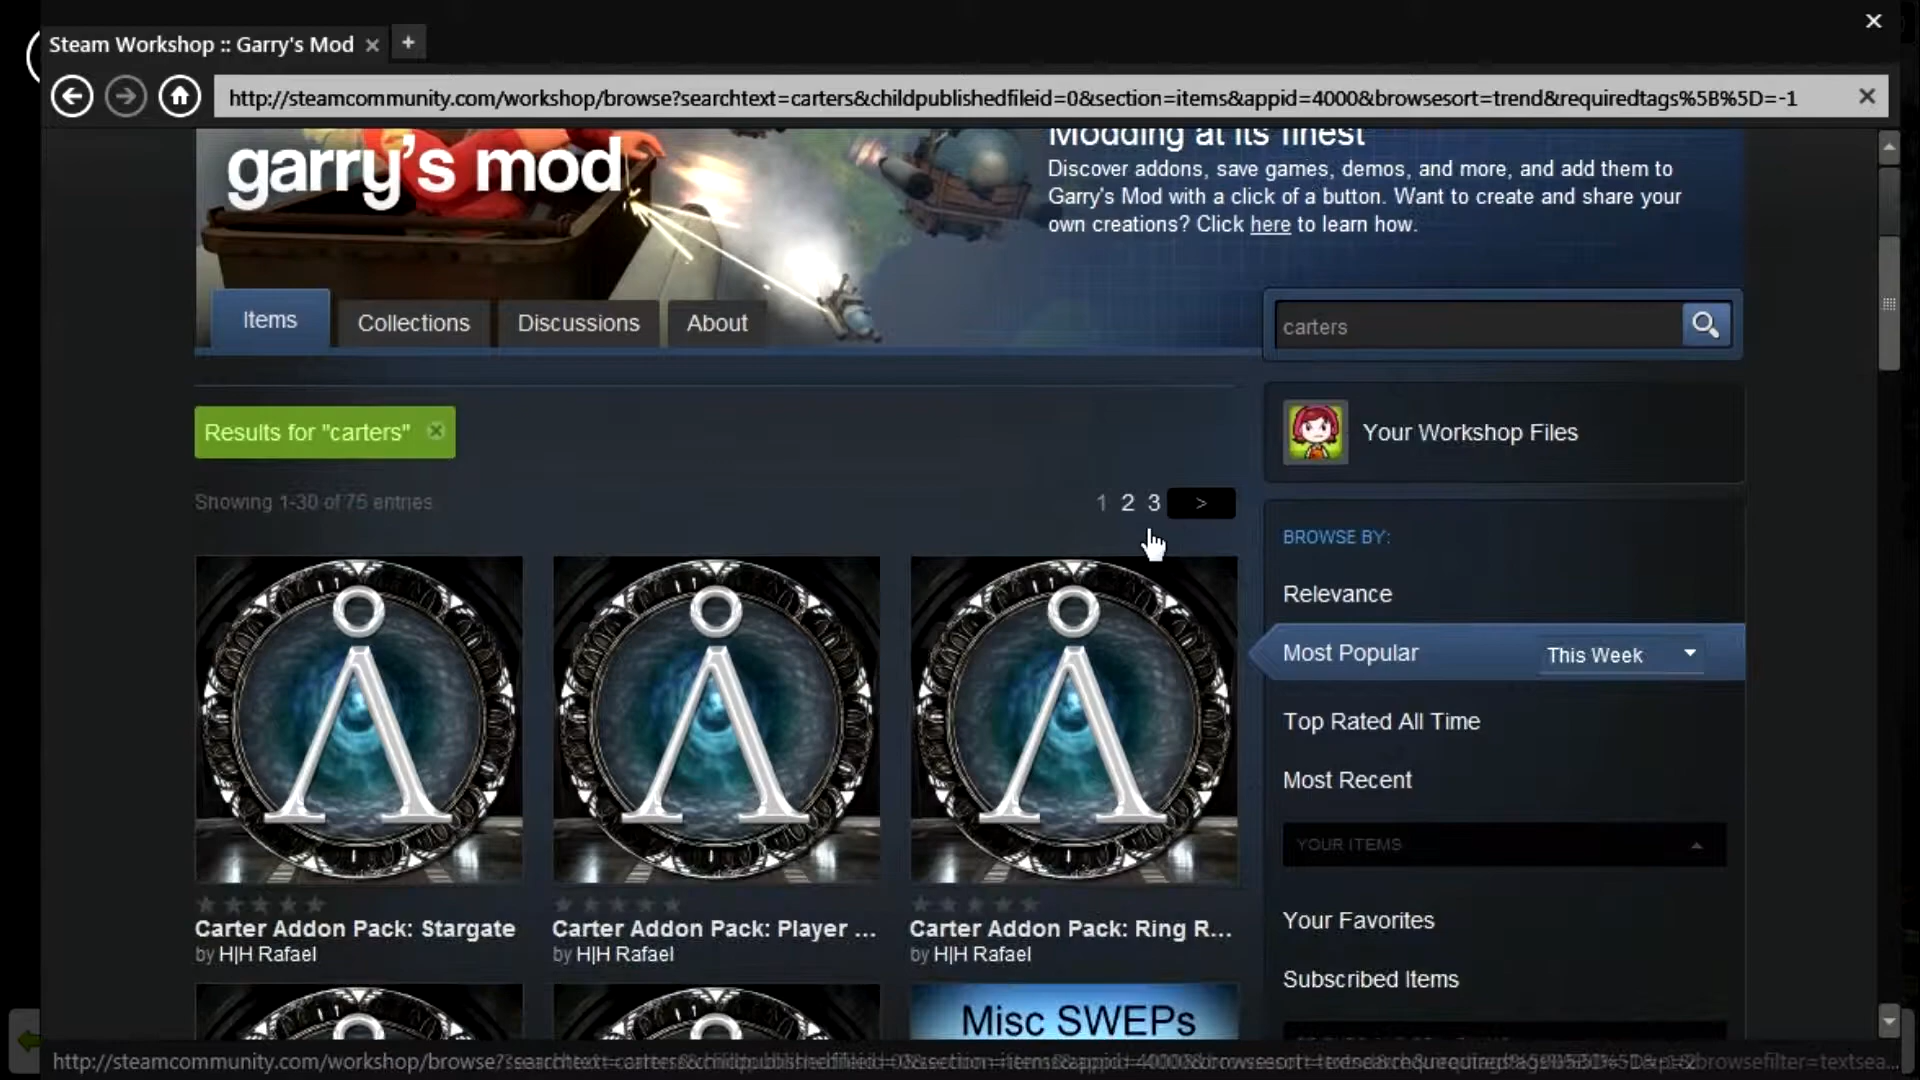 Steam Workshop :: Garry's Mod
http://steamcommunity.com/workshop/browse?searchtext=carters&childpublishedfileid=0&section=items&appid=4000&browsesort=trend&requiredtags%5B%5D=-1
garry's mod
Modding at its finest
Discover addons, save games, demos, and more, and add them to
Garry's Mod with a click of a button. Want to create and share your
own creations? Click here to learn how.
Items
Collections
Discussions
About
carters
Results for "carters"
Your Workshop Files
Showing 1-30 of 75 entries
1 2 3 >
BROWSE BY:
Relevance
Most Popular
This Week
Top Rated All Time
Most Recent
YOUR ITEMS
Carter Addon Pack: Stargate
by H|H Rafael
Carter Addon Pack: Player ...
by H|H Rafael
Carter Addon Pack: Ring R...
by H|H Rafael
Your Favorites
Subscribed Items
Misc SWEPs